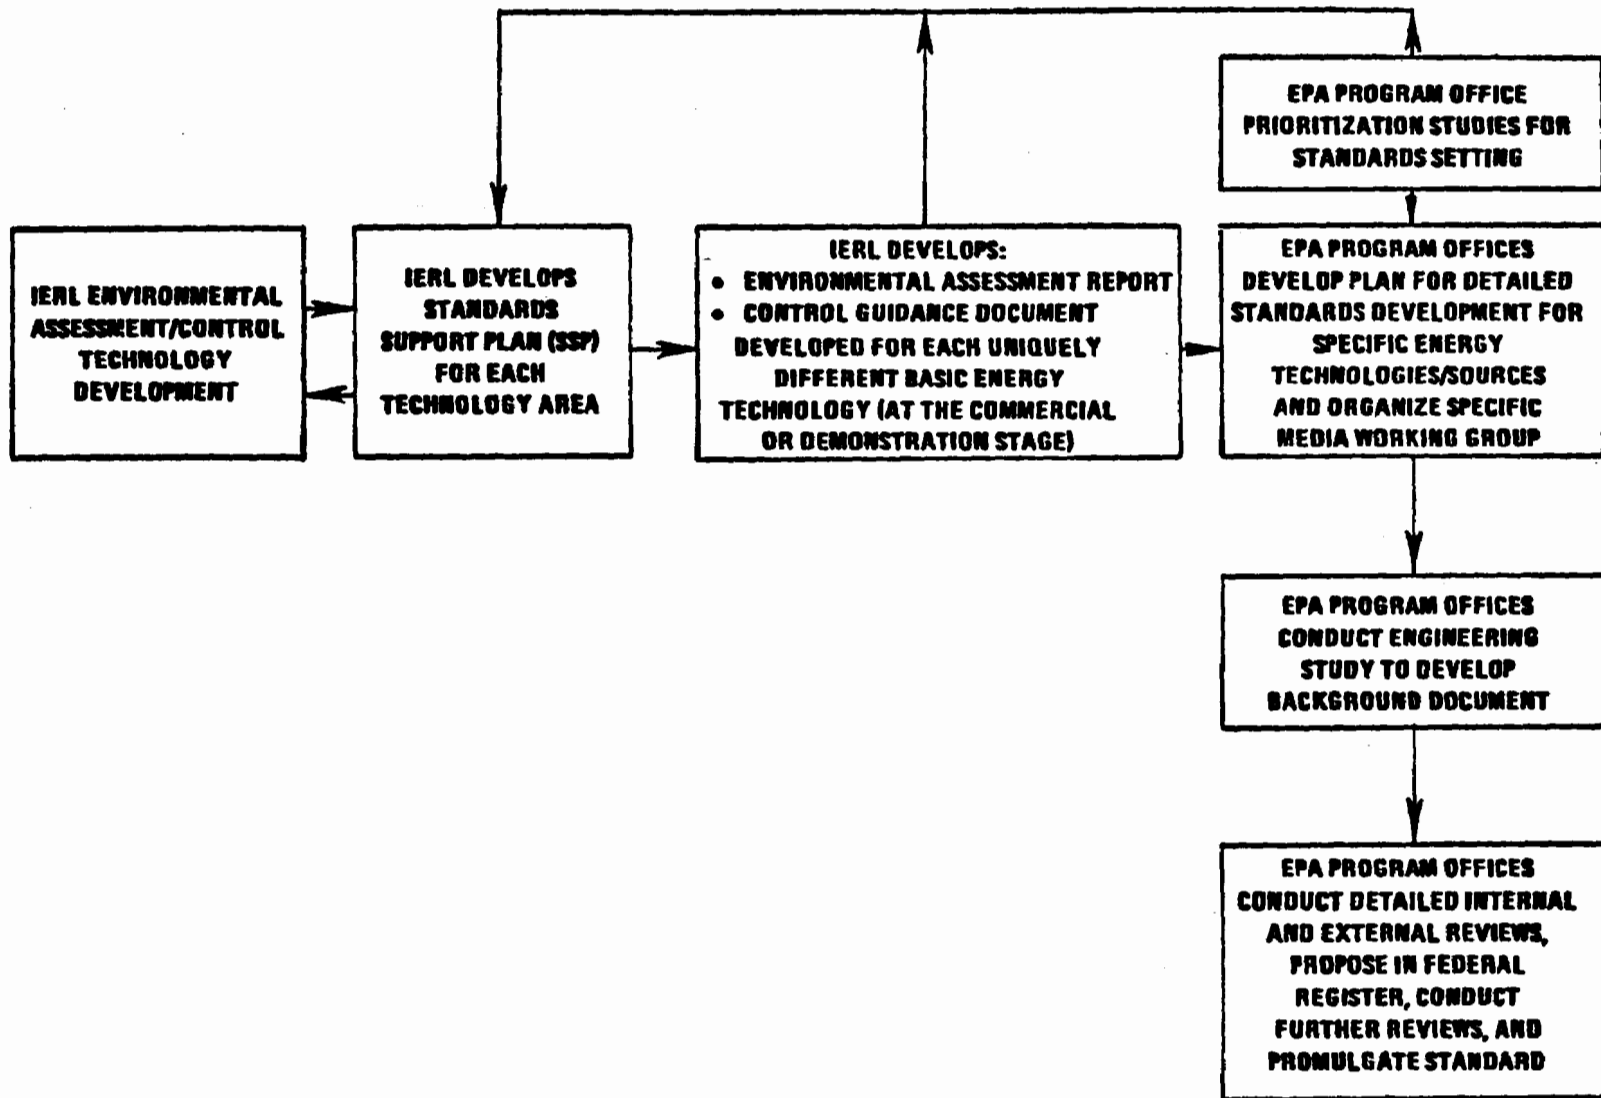 EPA PROGRAM OFFICE
PRIORITIZATION STUDIES FOR
STANDARDS SETTING
IERL ENVIRONMENTAL
ASSESSMENT/CONTROL
TECHNOLOGY
DEVELOPMENT
IERL DEVELOPS
STANDARDS
SUPPORT PLAN (SSP)
FOR EACH
TECHNOLOGY AREA
IERL DEVELOPS:
• ENVIRONMENTAL ASSESSMENT REPORT
• CONTROL GUIDANCE DOCUMENT
DEVELOPED FOR EACH UNIQUELY
DIFFERENT BASIC ENERGY
TECHNOLOGY (AT THE COMMERCIAL
OR DEMONSTRATION STAGE)
EPA PROGRAM OFFICES
DEVELOP PLAN FOR DETAILED
STANDARDS DEVELOPMENT FOR
SPECIFIC ENERGY
TECHNOLOGIES/SOURCES
AND ORGANIZE SPECIFIC
MEDIA WORKING GROUP
EPA PROGRAM OFFICES
CONDUCT ENGINEERING
STUDY TO DEVELOP
BACKGROUND DOCUMENT
EPA PROGRAM OFFICES
CONDUCT DETAILED INTERNAL
AND EXTERNAL REVIEWS,
PROPOSE IN FEDERAL
REGISTER, CONDUCT
FURTHER REVIEWS, AND
PROMULGATE STANDARD